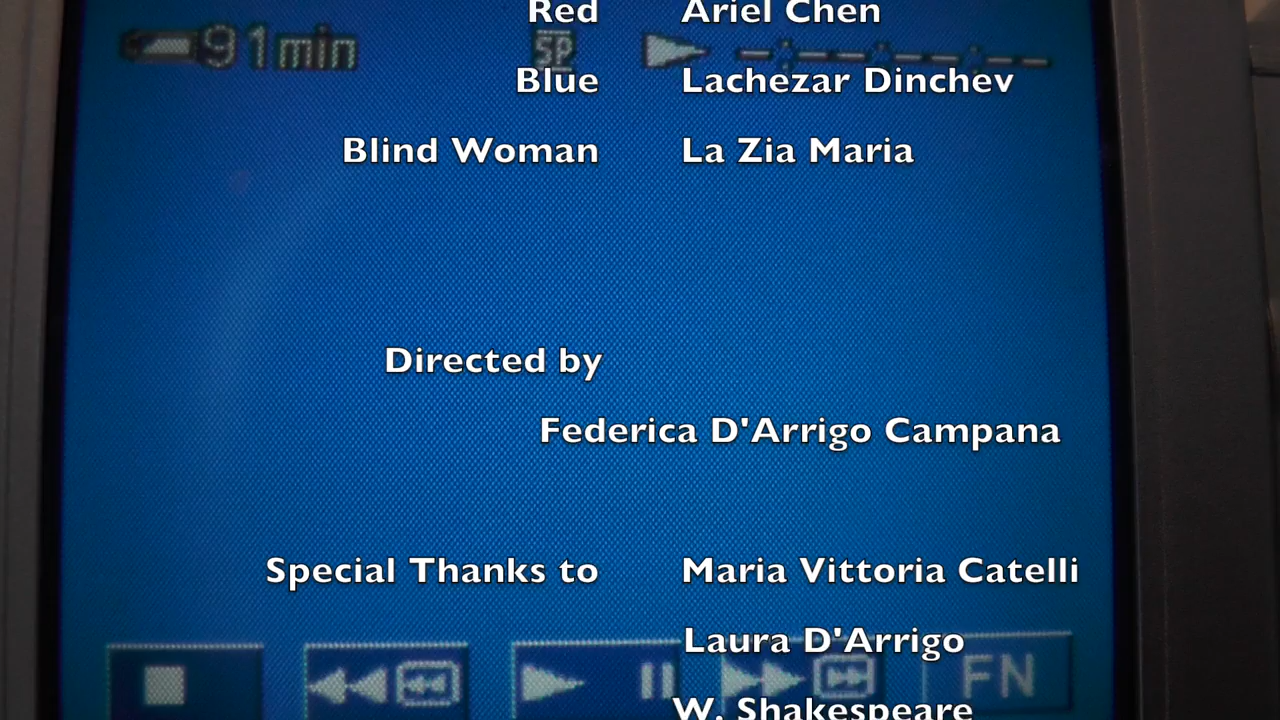 Red Ariel Chen
91min SP
Blue Lachezar Dinchev
Blind Woman La Zia Maria
Directed by
Federica D'Arrigo Campana
Special Thanks to Maria Vittoria Catelli
Laura D'Arrigo
FN
W. Shakespeare